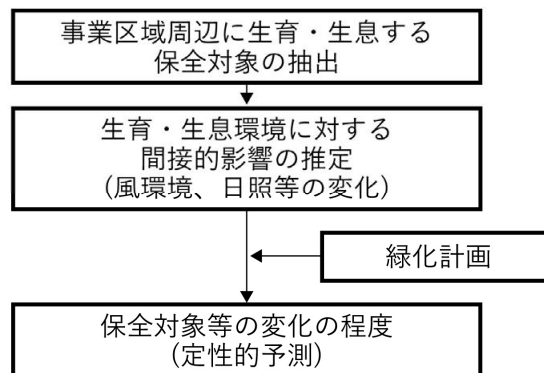 事業区域周辺に生育・生息する
保全対象の抽出
生育・生息環境に対する
間接的影響の推定
(風環境、日照等の変化)
緑化計画
保全対象等の変化の程度
(定性的予測)